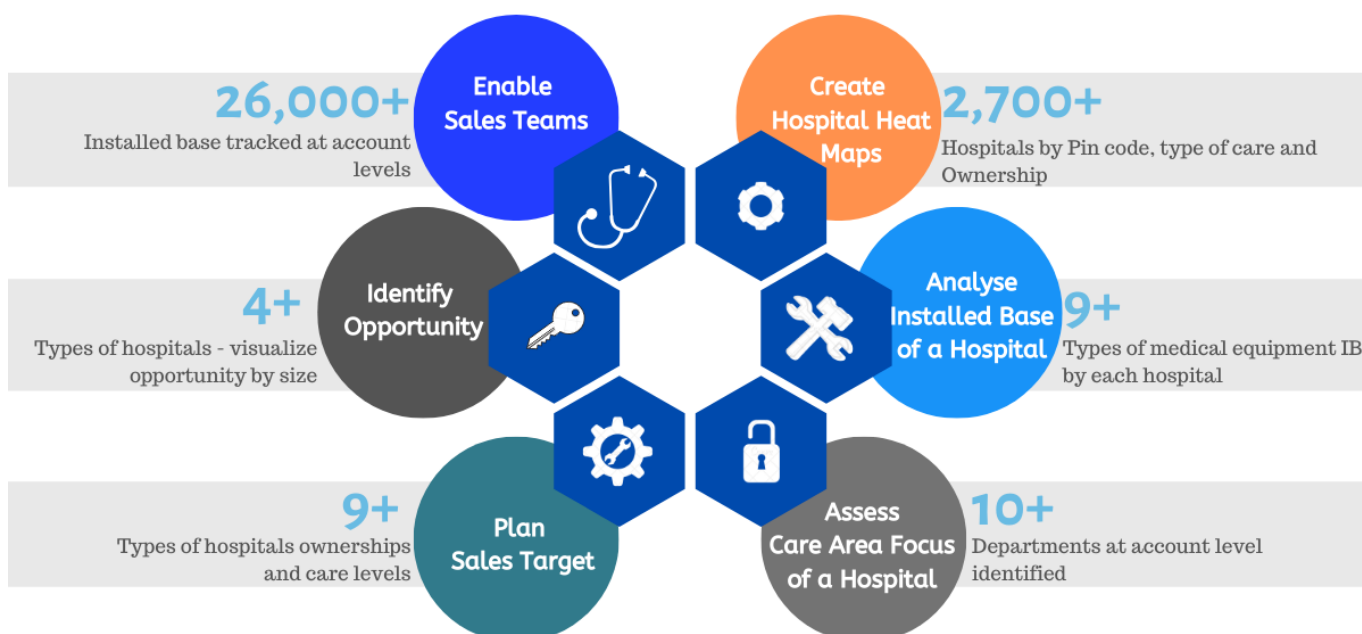 26,000+
Installed base tracked at account
levels
Enable
Sales Teams
Create
Hospital Heat
Maps
2,700+
Hospitals by Pin code, type of care and
Ownership
4+
Types of hospitals - visualize
opportunity by size
Identify
Opportunity
Analyse
Installed Base
of a Hospital
9+
Types of medical equipment IB
by each hospital
9+
Types of hospitals ownerships
and care levels
Plan
Sales Target
Assess
Care Area Focus
of a Hospital
10+
Departments at account level
identified